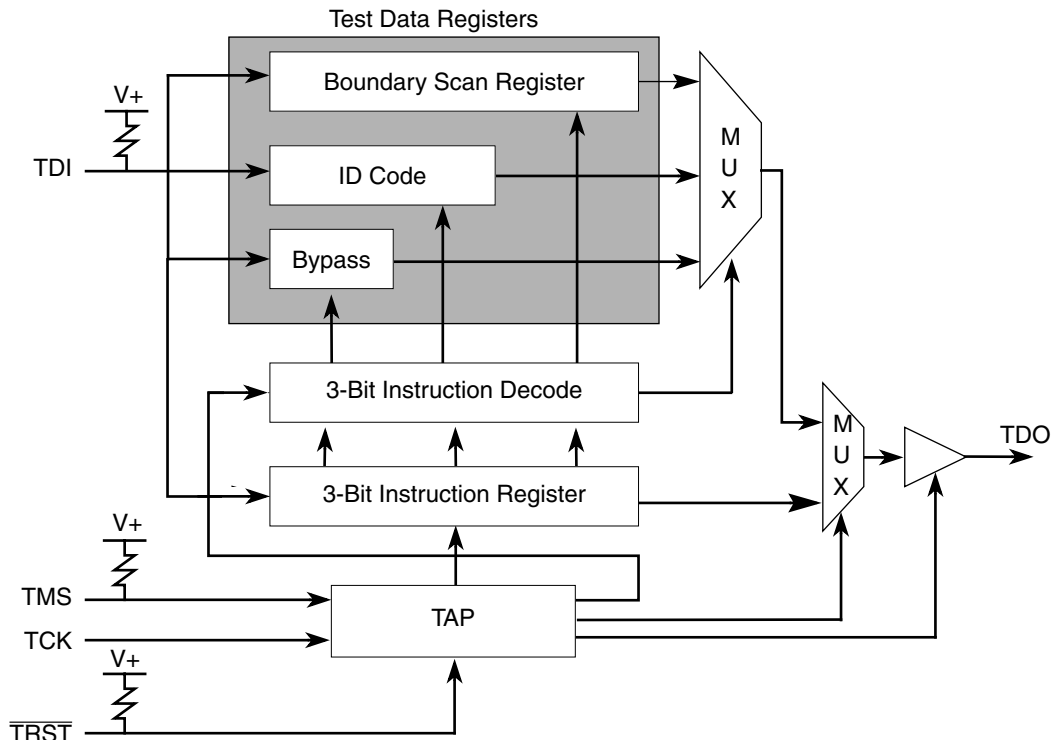 Test Data Registers
Boundary Scan Register
V+
M
U
X
TDI
ID Code
Bypass
3-Bit Instruction Decode
M
U
X
TDO
3-Bit Instruction Register
V+
TMS
TAP
TCK
V+
TRST